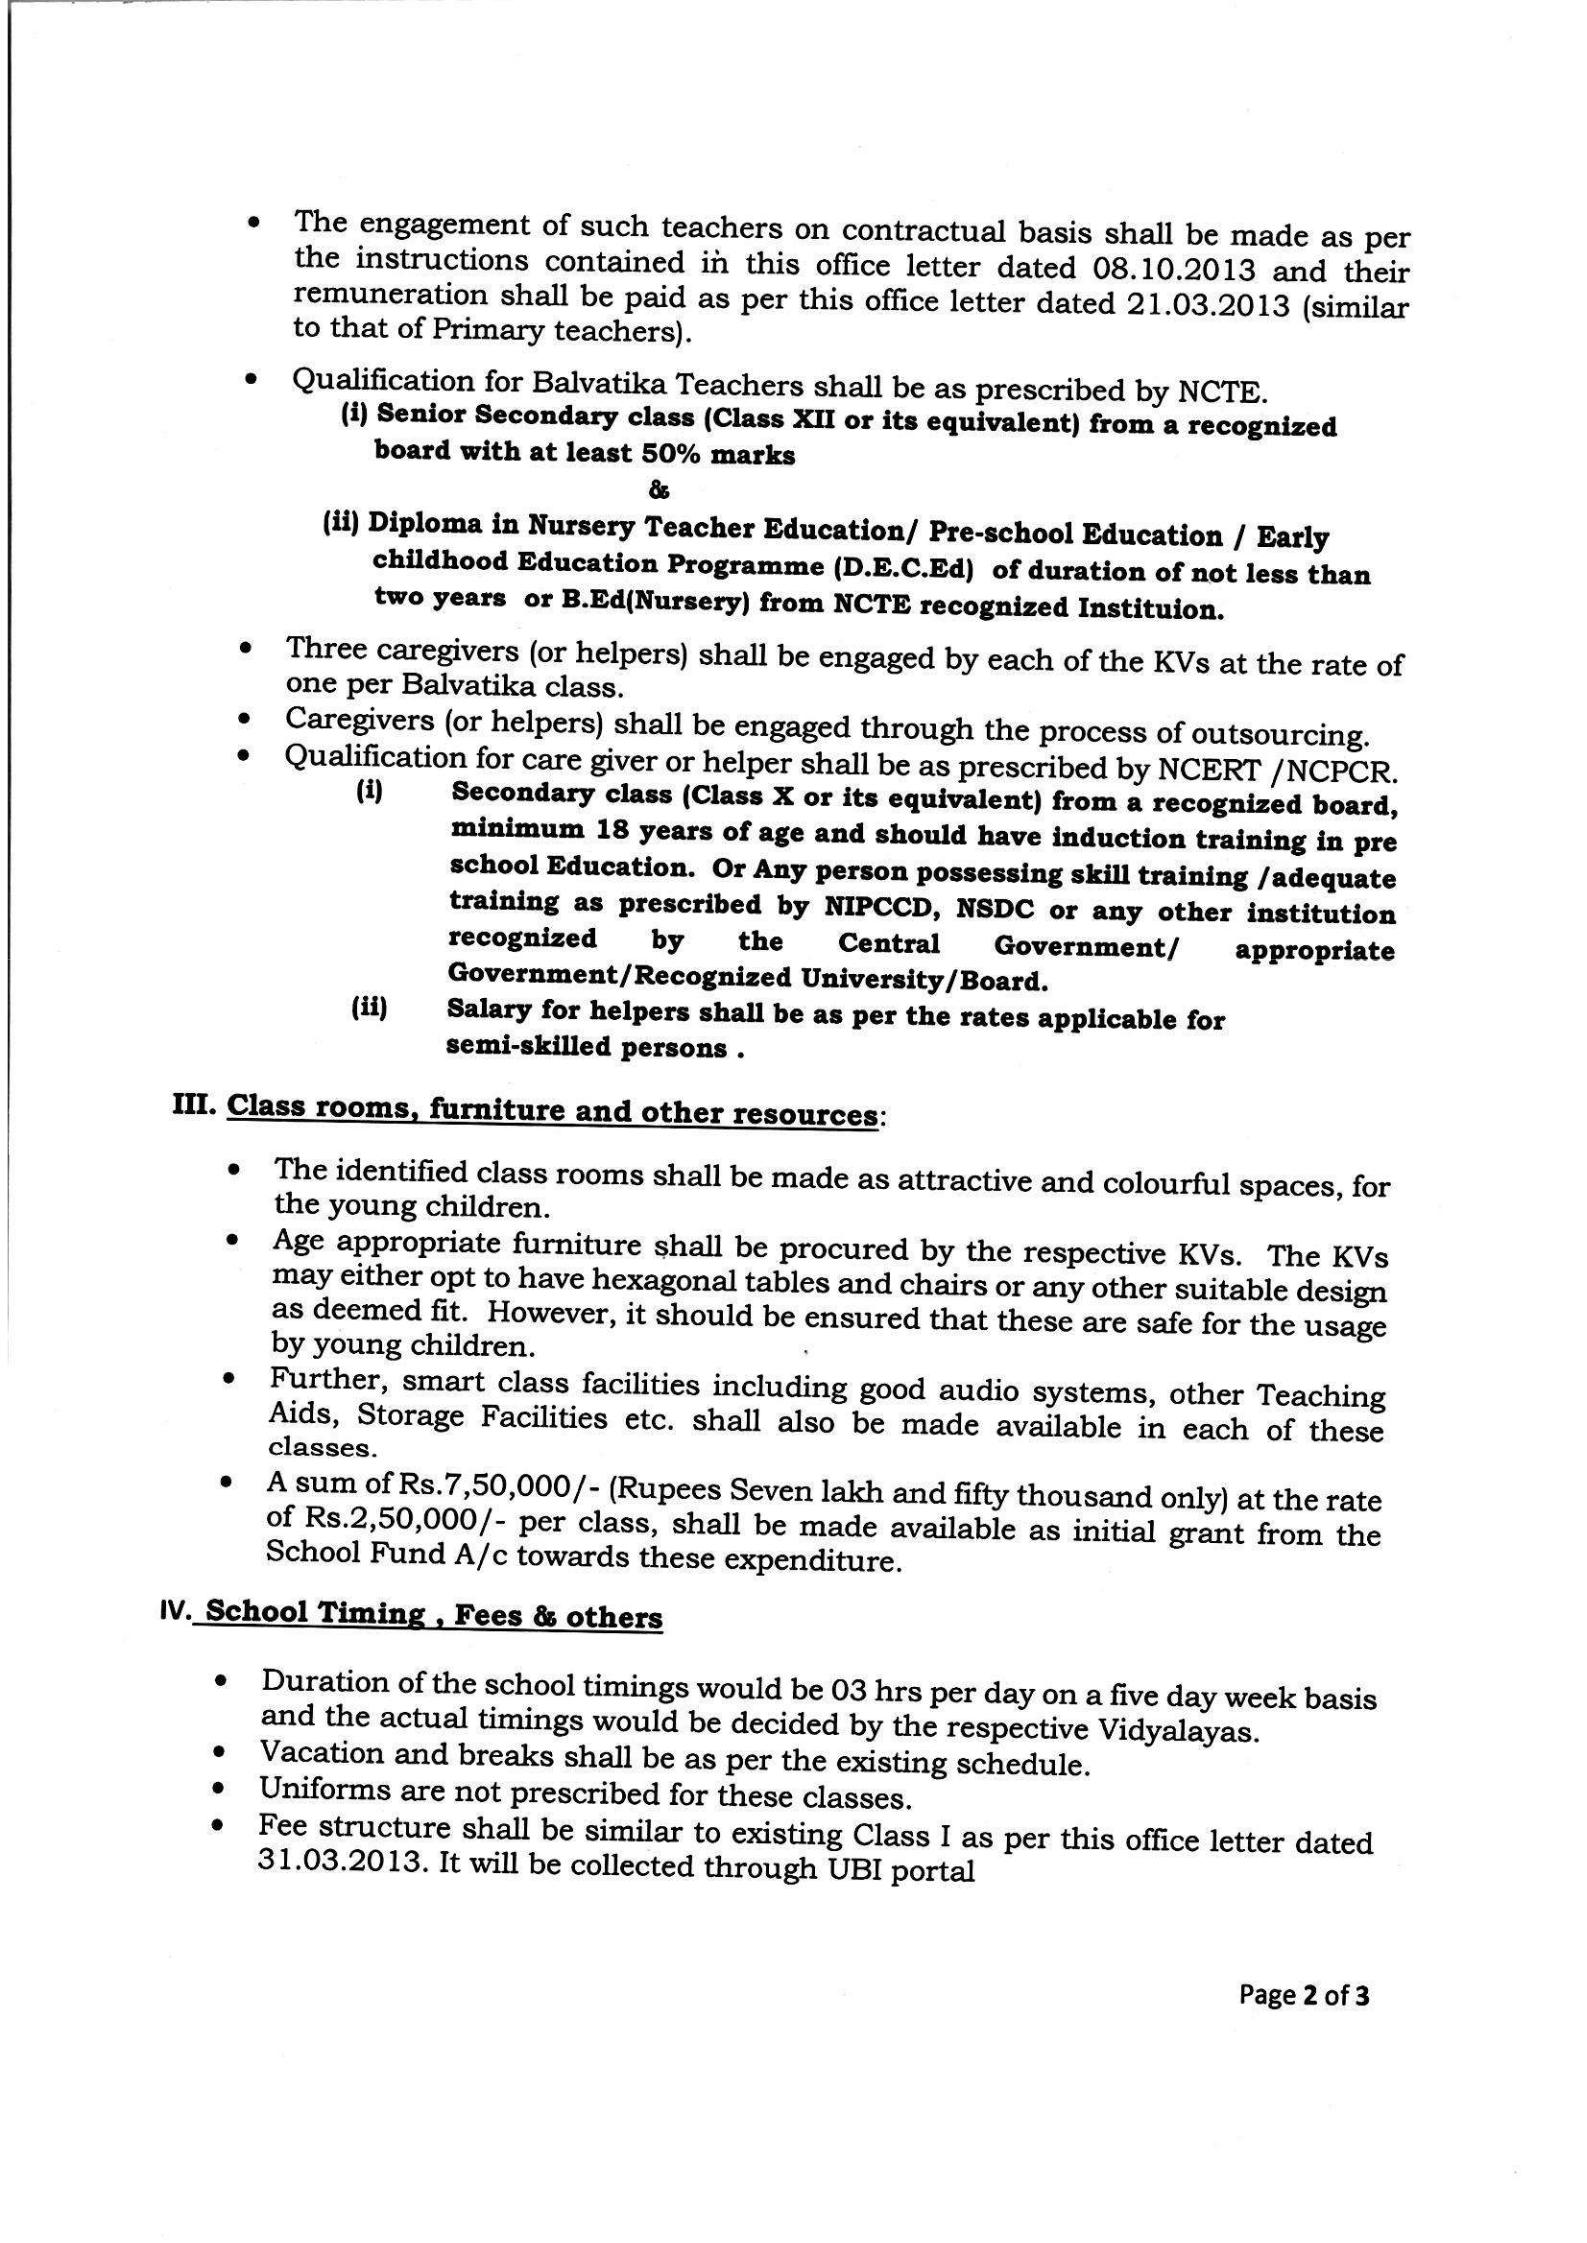 • The engagement of such teachers on contractual basis shall be made as per
the instructions contained in this office letter dated 08.10.2013 and their
remuneration shall be paid as per this office letter dated 21.03.2013 (similar
to that of Primary teachers).
• Qualification for Balvatika Teachers shall be as prescribed by NCTE.
(i) Senior Secondary class (Class XII or its equivalent) from a recognized
board with at least 50% marks
&
(ii) Diploma in Nursery Teacher Education/ Pre-school Education / Early
childhood Education Programme (D.E.C.Ed) of duration of not less than
two years or B.Ed(Nursery) from NCTE recognized Instituion.
• Three caregivers (or helpers) shall be engaged by each of the KVs at the rate of
one per Balvatika class.
• Caregivers (or helpers) shall be engaged through the process of outsourcing.
• Qualification for care giver or helper shall be as prescribed by NCERT /NCPCR.
(i) Secondary class (Class X or its equivalent) from a recognized board,
minimum 18 years of age and should have induction training in pre
school Education. Or Any person possessing skill training /adequate
training as prescribed by NIPCCD, NSDC or any other institution
recognized by the Central Government/ appropriate
Government/Recognized University/Board.
(ii) Salary for helpers shall be as per the rates applicable for
semi-skilled persons .
III. Class rooms, furniture and other resources:
• The identified class rooms shall be made as attractive and colourful spaces, for
the young children.
• Age appropriate furniture shall be procured by the respective KVs. The KVs
may either opt to have hexagonal tables and chairs or any other suitable design
as deemed fit. However, it should be ensured that these are safe for the usage
by young children.
• Further, smart class facilities including good audio systems, other Teaching
Aids, Storage Facilities etc. shall also be made available in each of these
classes.
• A sum of Rs.7,50,000/- (Rupees Seven lakh and fifty thousand only) at the rate
of Rs.2,50,000/- per class, shall be made available as initial grant from the
School Fund A/c towards these expenditure.
IV. School Timing , Fees & others
• Duration of the school timings would be 03 hrs per day on a five day week basis
and the actual timings would be decided by the respective Vidyalayas.
• Vacation and breaks shall be as per the existing schedule.
• Uniforms are not prescribed for these classes.
• Fee structure shall be similar to existing Class I as per this office letter dated
31.03.2013. It will be collected through UBI portal
Page 2 of 3